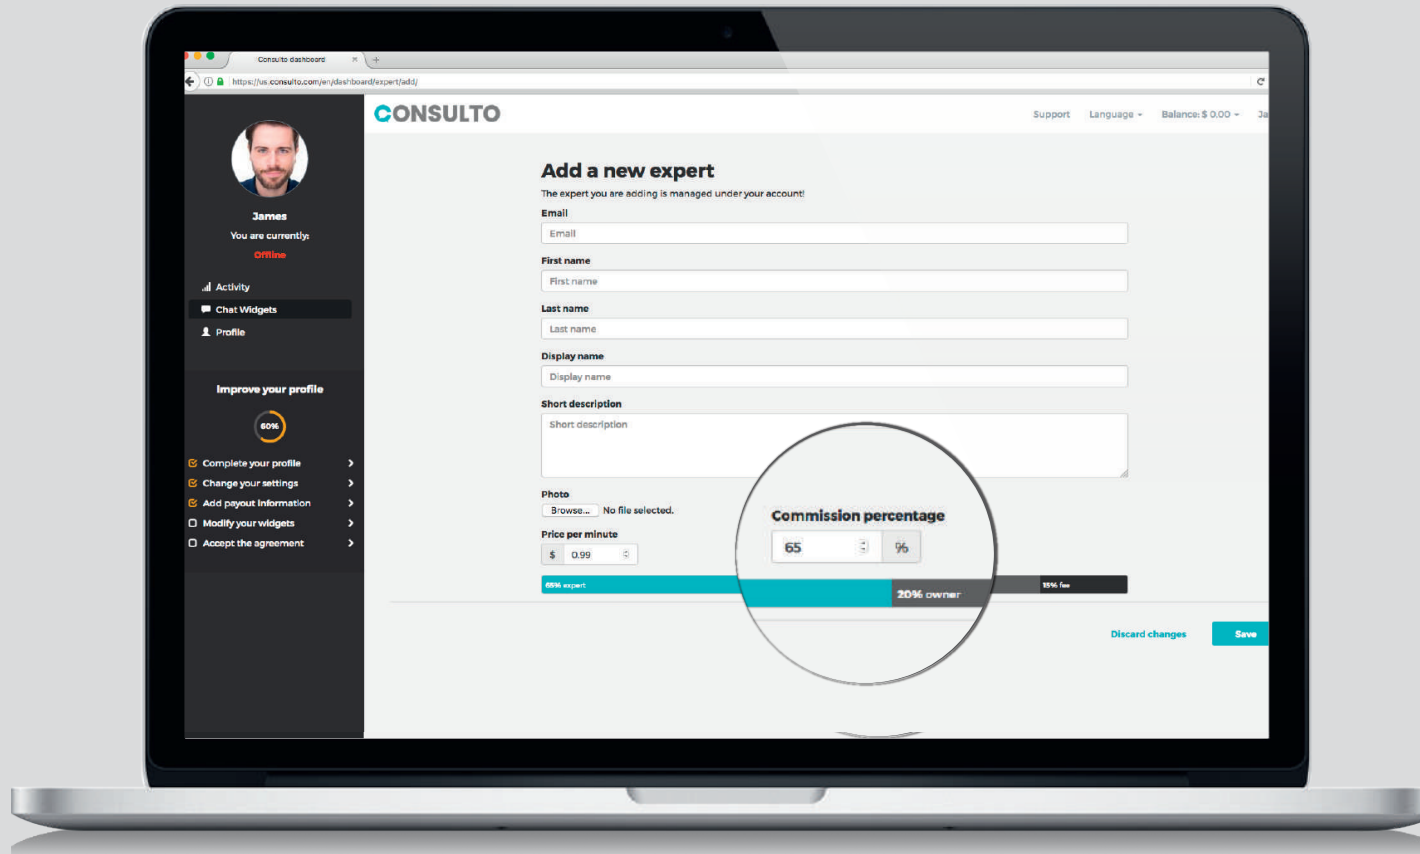 Consulto dashboard
https://us.consulto.com/en/dashboard/expert/add/
CONSULTO
Support Language Balance: $ 0.00 Ja
James
You are currently:
Offline
Activity
Chat Widgets
Profile
Improve your profile
60%
Complete your profile
Change your settings
Add payout information
Modify your widgets
Accept the agreement
Add a new expert
The expert you are adding is managed under your account!
Email
Email
First name
First name
Last name
Last name
Display name
Display name
Short description
Short description
Photo
Browse... No file selected.
Price per minute
$ 0.99
Commission percentage
65 %
65% expert
20% owner
15% fee
Discard changes Save